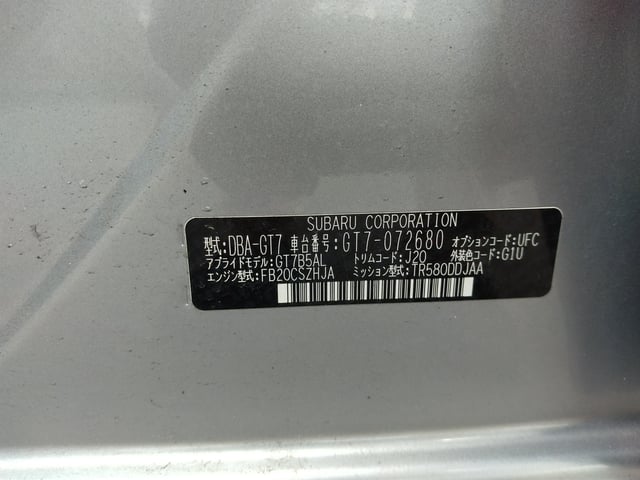 SUBARU CORPORATION
型式:DBA-GT7 車台番号:GT7-072680 オプションコード:UFC
アプライドモデル:GT7B5AL トリムコード:J20 外装色コード:G1U
エンジン型式:FB20CSZHJA ミッション型式:TR580DDJAA